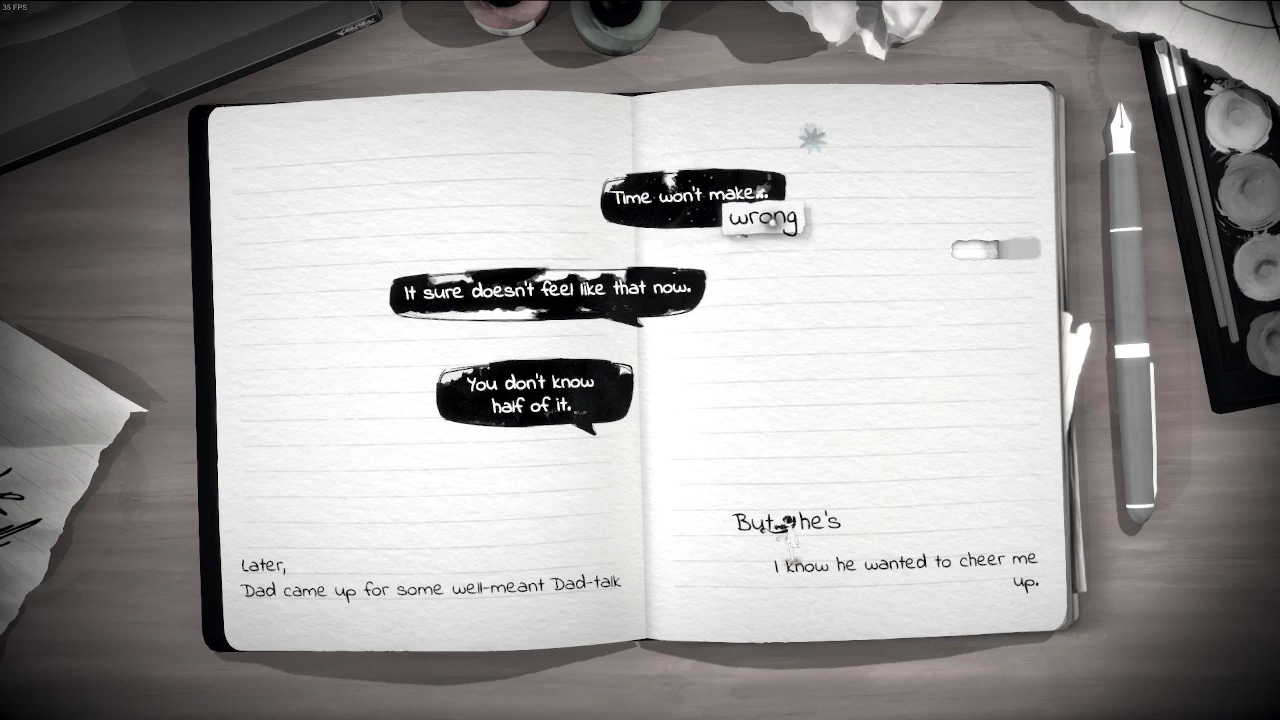 35 FPS
Time won't make...
wrong
It sure doesn't feel like that now.
You don't know
half of it.
But he's
Later,
Dad came up for some well-meant Dad-talk
I know he wanted to cheer me
up.